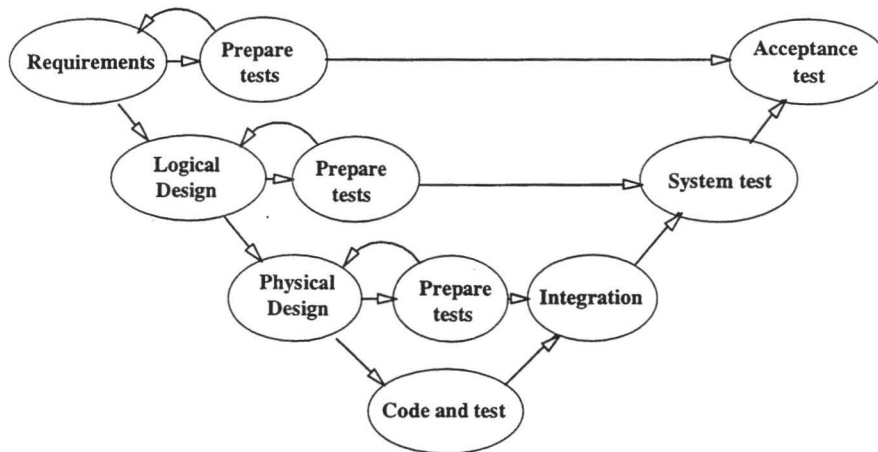 Requirements
Prepare
tests
Acceptance
test
Logical
Design
Prepare
tests
System test
Physical
Design
Prepare
tests
Integration
Code and test